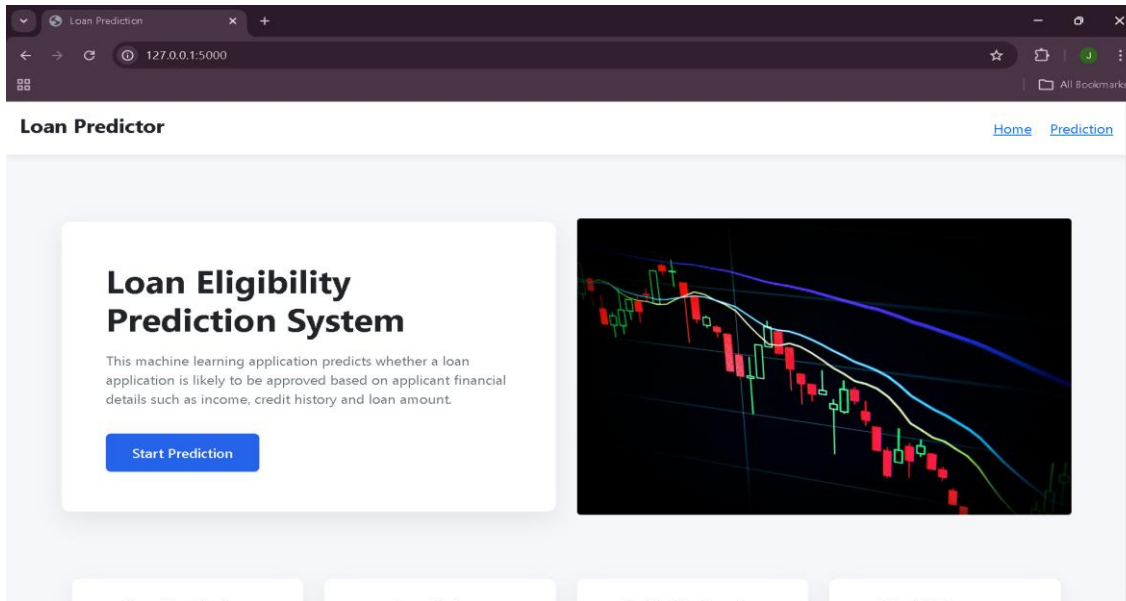 Loan Prediction
127.0.0.1:5000
J
All Bookmarks
Loan Predictor
Home Prediction
Loan Eligibility
Prediction System
This machine learning application predicts whether a loan
application is likely to be approved based on applicant financial
details such as income, credit history and loan amount.
Start Prediction